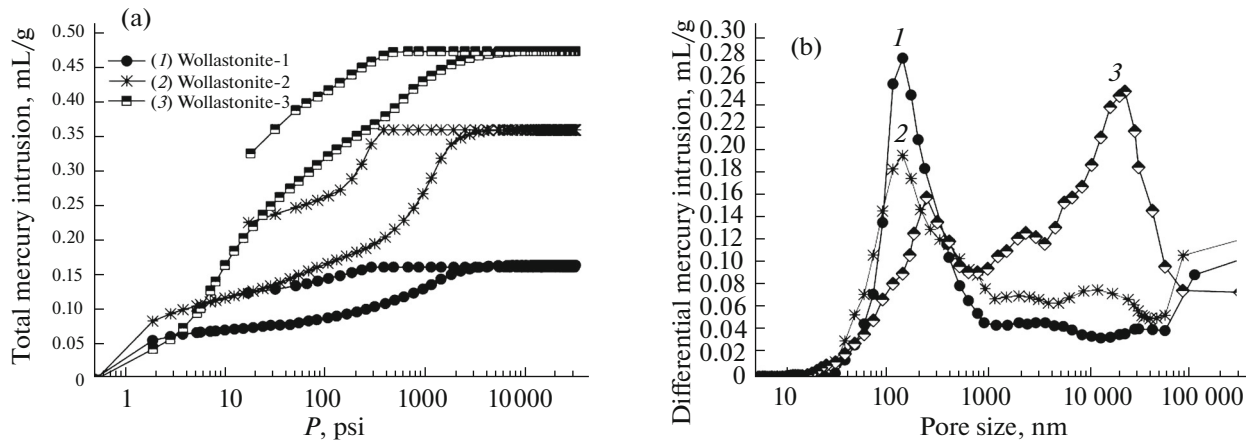 (a)
Total mercury intrusion, mL/g
0.50
0.45
0.40
0.35
0.30
0.25
0.20
0.15
0.10
0.05
0
(1) Wollastonite-1
(2) Wollastonite-2
(3) Wollastonite-3
1 10 100 1000 10 000
P, psi
(b)
Differential mercury intrusion, mL/g
0.30
0.28
0.26
0.24
0.22
0.20
0.18
0.16
0.14
0.12
0.10
0.08
0.06
0.04
0.02
0
1
2
3
10 100 1000 10 000 100 000
Pore size, nm